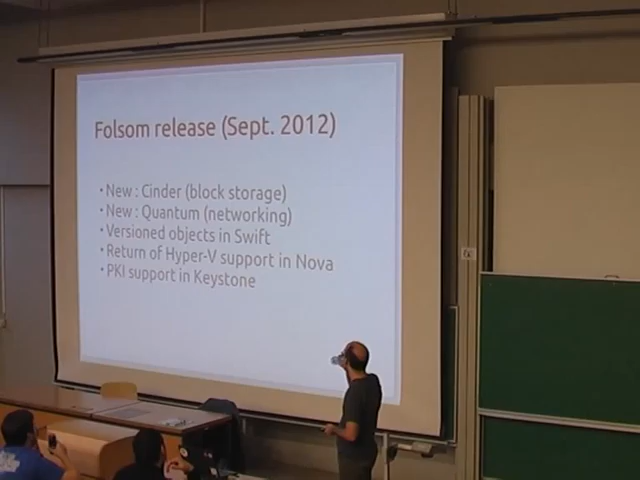 Folsom release (Sept. 2012)
• New : Cinder (block storage)
• New : Quantum (networking)
• Versioned objects in Swift
• Return of Hyper-V support in Nova
• PKI support in Keystone